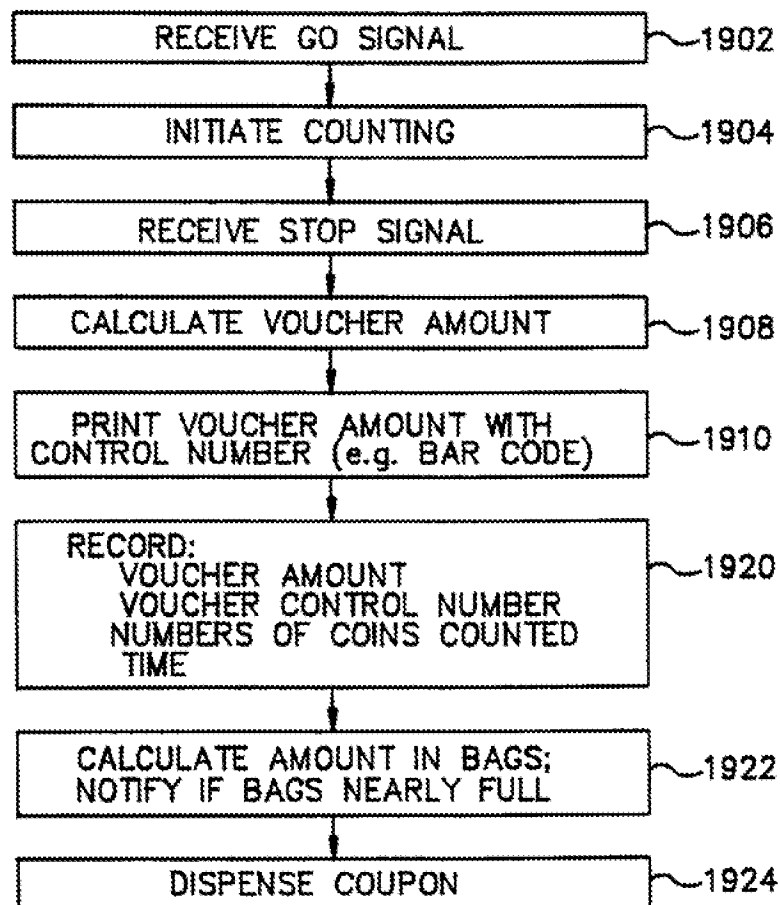 RECEIVE GO SIGNAL 1902
INITIATE COUNTING 1904
RECEIVE STOP SIGNAL 1906
CALCULATE VOUCHER AMOUNT 1908
PRINT VOUCHER AMOUNT WITH
CONTROL NUMBER (e.g. BAR CODE) 1910
RECORD:
VOUCHER AMOUNT 1920
VOUCHER CONTROL NUMBER
NUMBERS OF COINS COUNTED
TIME
CALCULATE AMOUNT IN BAGS;
NOTIFY IF BAGS NEARLY FULL 1922
DISPENSE COUPON 1924